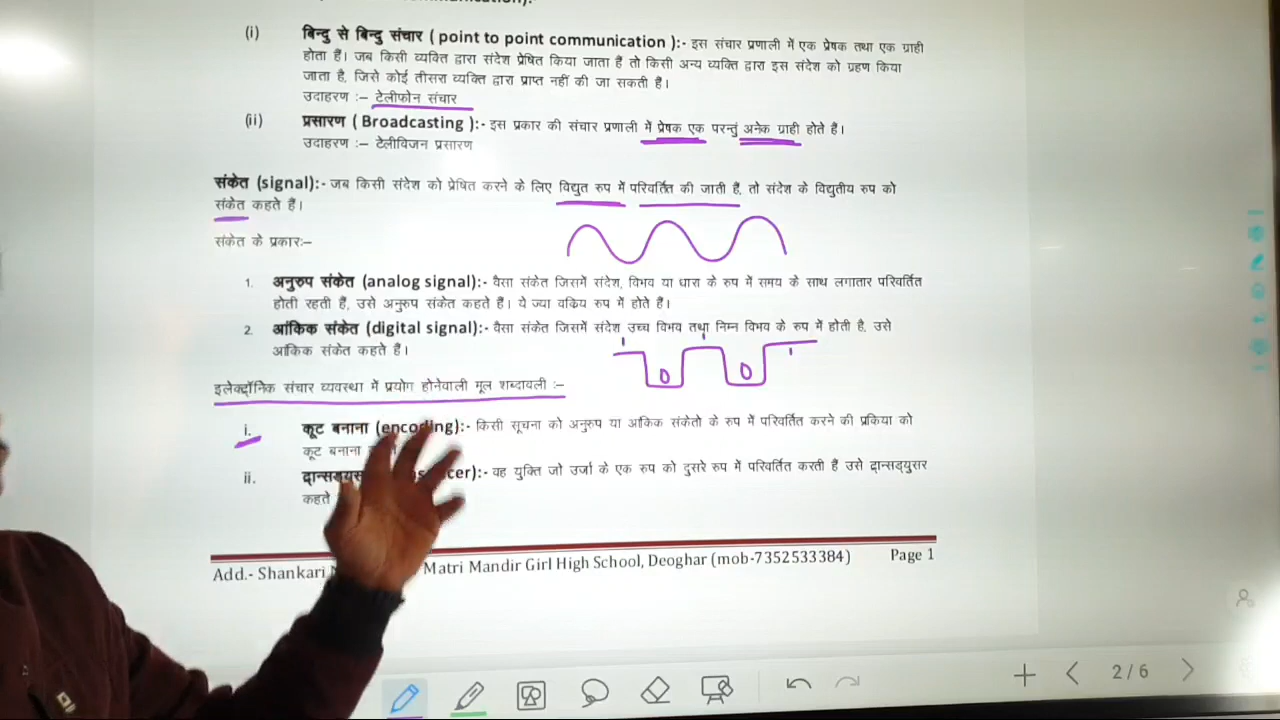 (i) बिन्दु से बिन्दु संचार ( point to point communication ):- इस संचार प्रणाली में एक प्रेषक तथा एक ग्राही
होता हैं। जब किसी व्यक्ति द्वारा संदेश प्रेषित किया जाता हैं तो किसी अन्य व्यक्ति द्वारा इस संदेश को ग्रहण किया
जाता है, जिसे कोई तीसरा व्यक्ति द्वारा प्राप्त नहीं की जा सकती हैं।
उदाहरण :– टेलीफोन संचार
(ii) प्रसारण ( Broadcasting ):- इस प्रकार की संचार प्रणाली में प्रेषक एक परन्तुं अनेक ग्राही होते हैं।
उदाहरण :– टेलीविजन प्रसारण
संकेत (signal):- जब किसी संदेश को प्रेषित करने के लिए विद्युत रुप में परिवर्तित की जाती हैं, तो संदेश के विद्युतीय रुप को
संकेत कहते हैं।
संकेत के प्रकार:–
1. अनुरुप संकेत (analog signal):- वैसा संकेत जिसमें संदेश, विभव या धारा के रुप में समय के साथ लगातार परिवर्तित
होती रहती हैं, उसे अनुरुप संकेत कहते हैं। ये ज्या वक्रिय रुप में होते हैं।
2. आंकिक संकेत (digital signal):- वैसा संकेत जिसमें संदेश उच्च विभव तथा निम्न विभव के रुप में होती है, उसे
आंकिक संकेत कहते हैं।
1 0 1 0 1
इलेक्ट्रॉनिक संचार व्यवस्था में प्रयोग होनेवाली मूल शब्दावली :–
i. कूट बनाना (encoding):- किसी सूचना को अनुरुप या आंकिक संकेतो के रुप में परिवर्तित करने की प्रकिया को
कूट बनाना
ii. :- वह युक्ति जो उर्जा के एक रुप को दुसरे रुप में परिवर्तित करती हैं उसे ट्रान्सड्युसर
कहते
Add.- Shankari Matri Mandir Girl High School, Deoghar (mob-7352533384) Page 1
2 / 6